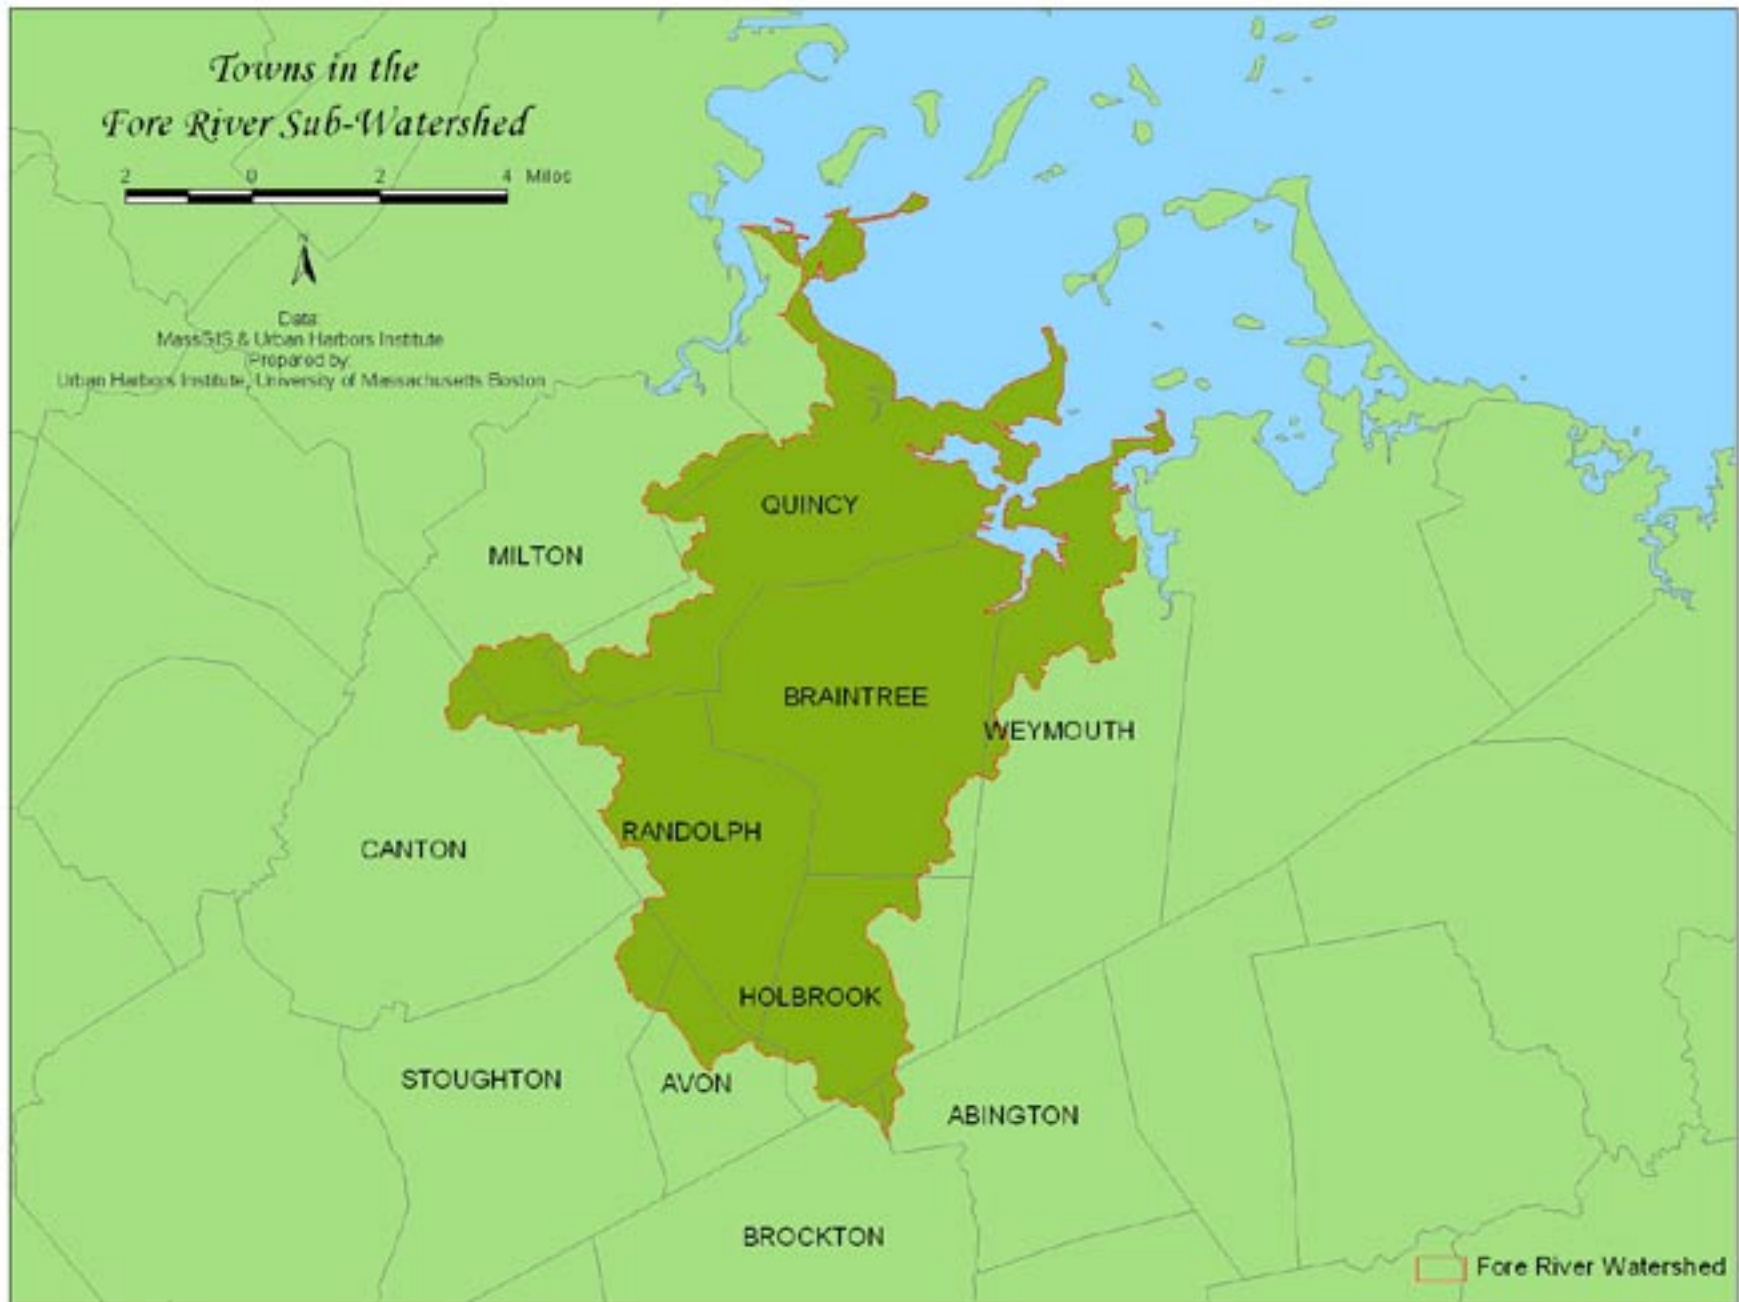 Towns in the
Fore River Sub-Watershed
2 0 2 4 Miles
N
Data:
MassGIS & Urban Harbors Institute
Prepared by:
Urban Harbors Institute, University of Massachusetts Boston
QUINCY
MILTON
BRAINTREE
WEYMOUTH
RANDOLPH
CANTON
HOLBROOK
STOUGHTON
AVON
ABINGTON
BROCKTON
Fore River Watershed